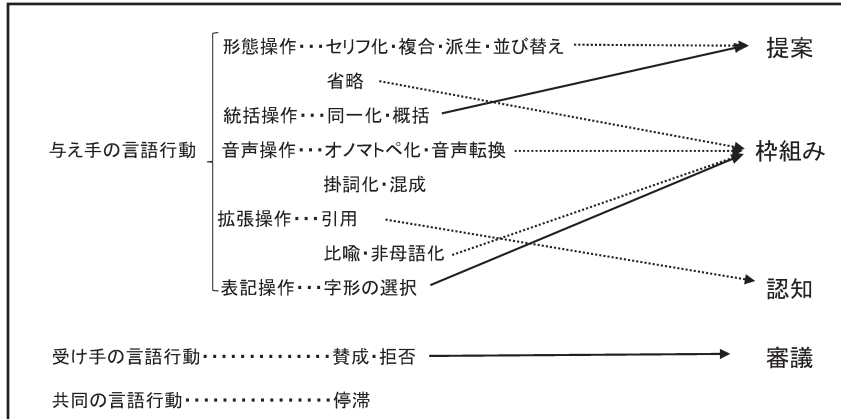 形態操作・・・セリフ化・複合・派生・並び替え 提案
省略
統括操作・・・同一化・概括
与え手の言語行動 音声操作・・・オノマトペ化・音声転換 枠組み
掛詞化・混成
拡張操作・・・引用
比喩・非母語化
表記操作・・・字形の選択 認知
受け手の言語行動・・・・・・・・・・・・・賛成・拒否 審議
共同の言語行動・・・・・・・・・・・・・・・停滞